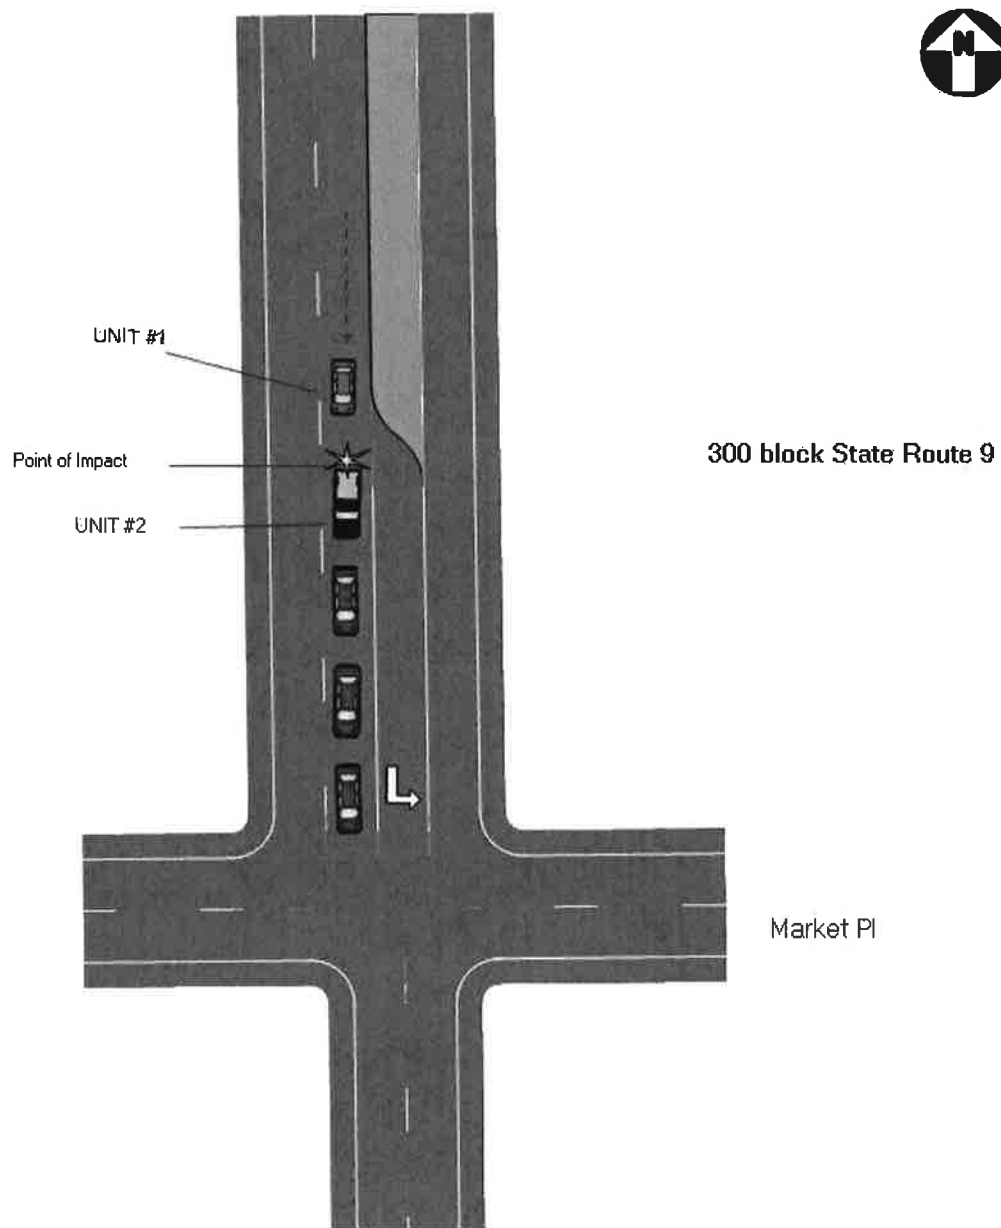 N
UNIT #1
Point of Impact
300 block State Route 9
UNIT #2
Market Pl